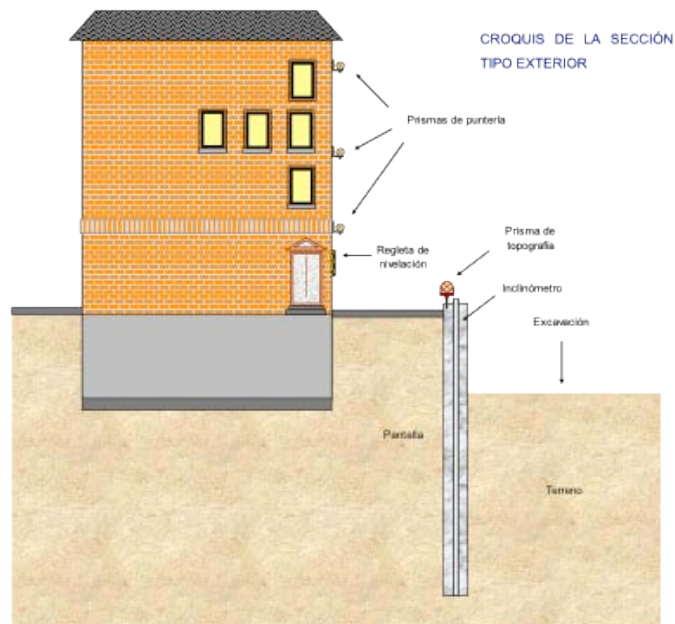 CROQUIS DE LA SECCIÓN
TIPO EXTERIOR
Prismas de puntería
Prisma de
topografía
Regleta de
nivelación
Inclinómetro
Excavación
Pantalla
Terreno